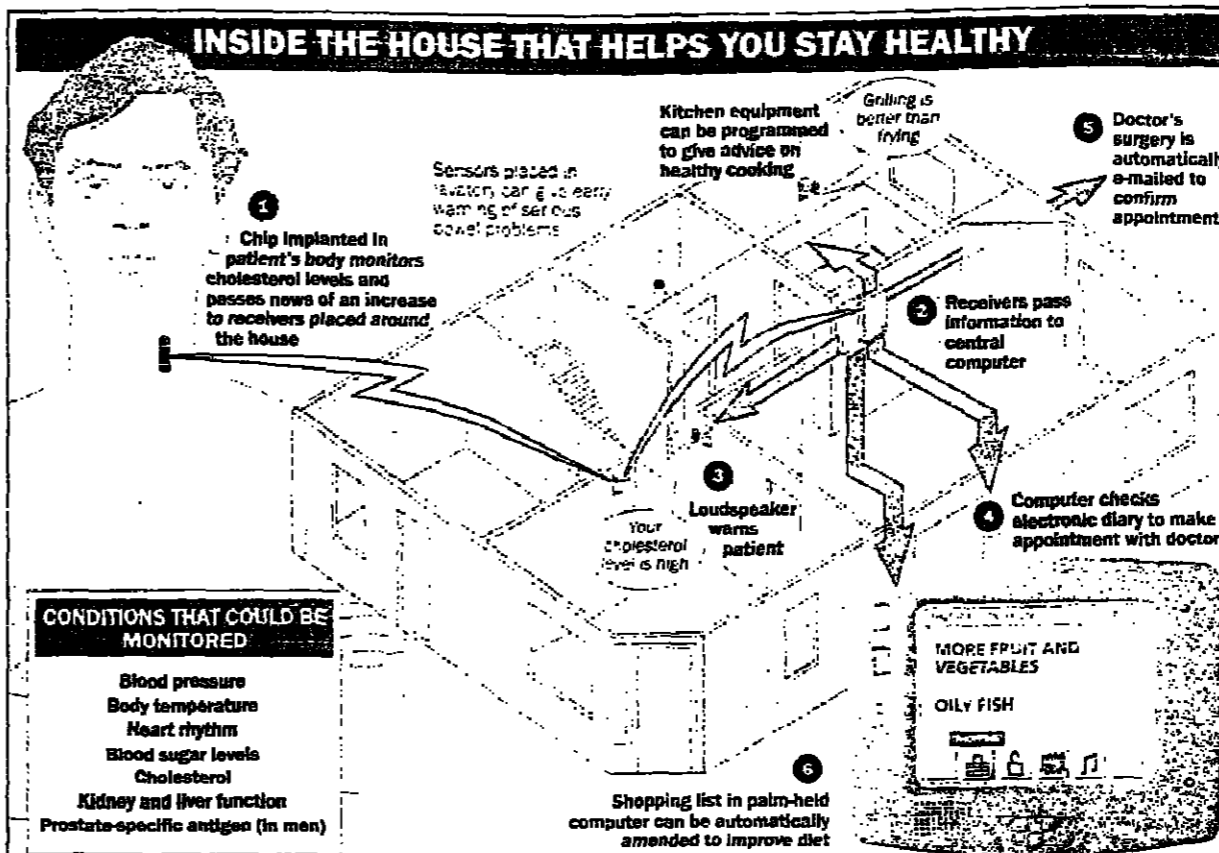 INSIDE THE HOUSE THAT HELPS YOU STAY HEALTHY
1
Chip implanted in
patient's body monitors
cholesterol levels and
passes news of an increase
to receivers placed around
the house
Sensors placed in
lavatory can give early
warning of serious
bowel problems
Kitchen equipment
can be programmed
to give advice on
healthy cooking
Grilling is
better than
frying
5
Doctor's
surgery is
automatically
e-mailed to
confirm
appointment
2
Receivers pass
information to
central
computer
3
Loudspeaker
warns
patient
Your
cholesterol
level is high
4
Computer checks
electronic diary to make
appointment with doctor
CONDITIONS THAT COULD BE
MONITORED
Blood pressure
Body temperature
Heart rhythm
Blood sugar levels
Cholesterol
Kidney and liver function
Prostate-specific antigen (in men)
MORE FRUIT AND
VEGETABLES
OILY FISH
6
Shopping list in palm-held
computer can be automatically
amended to improve diet